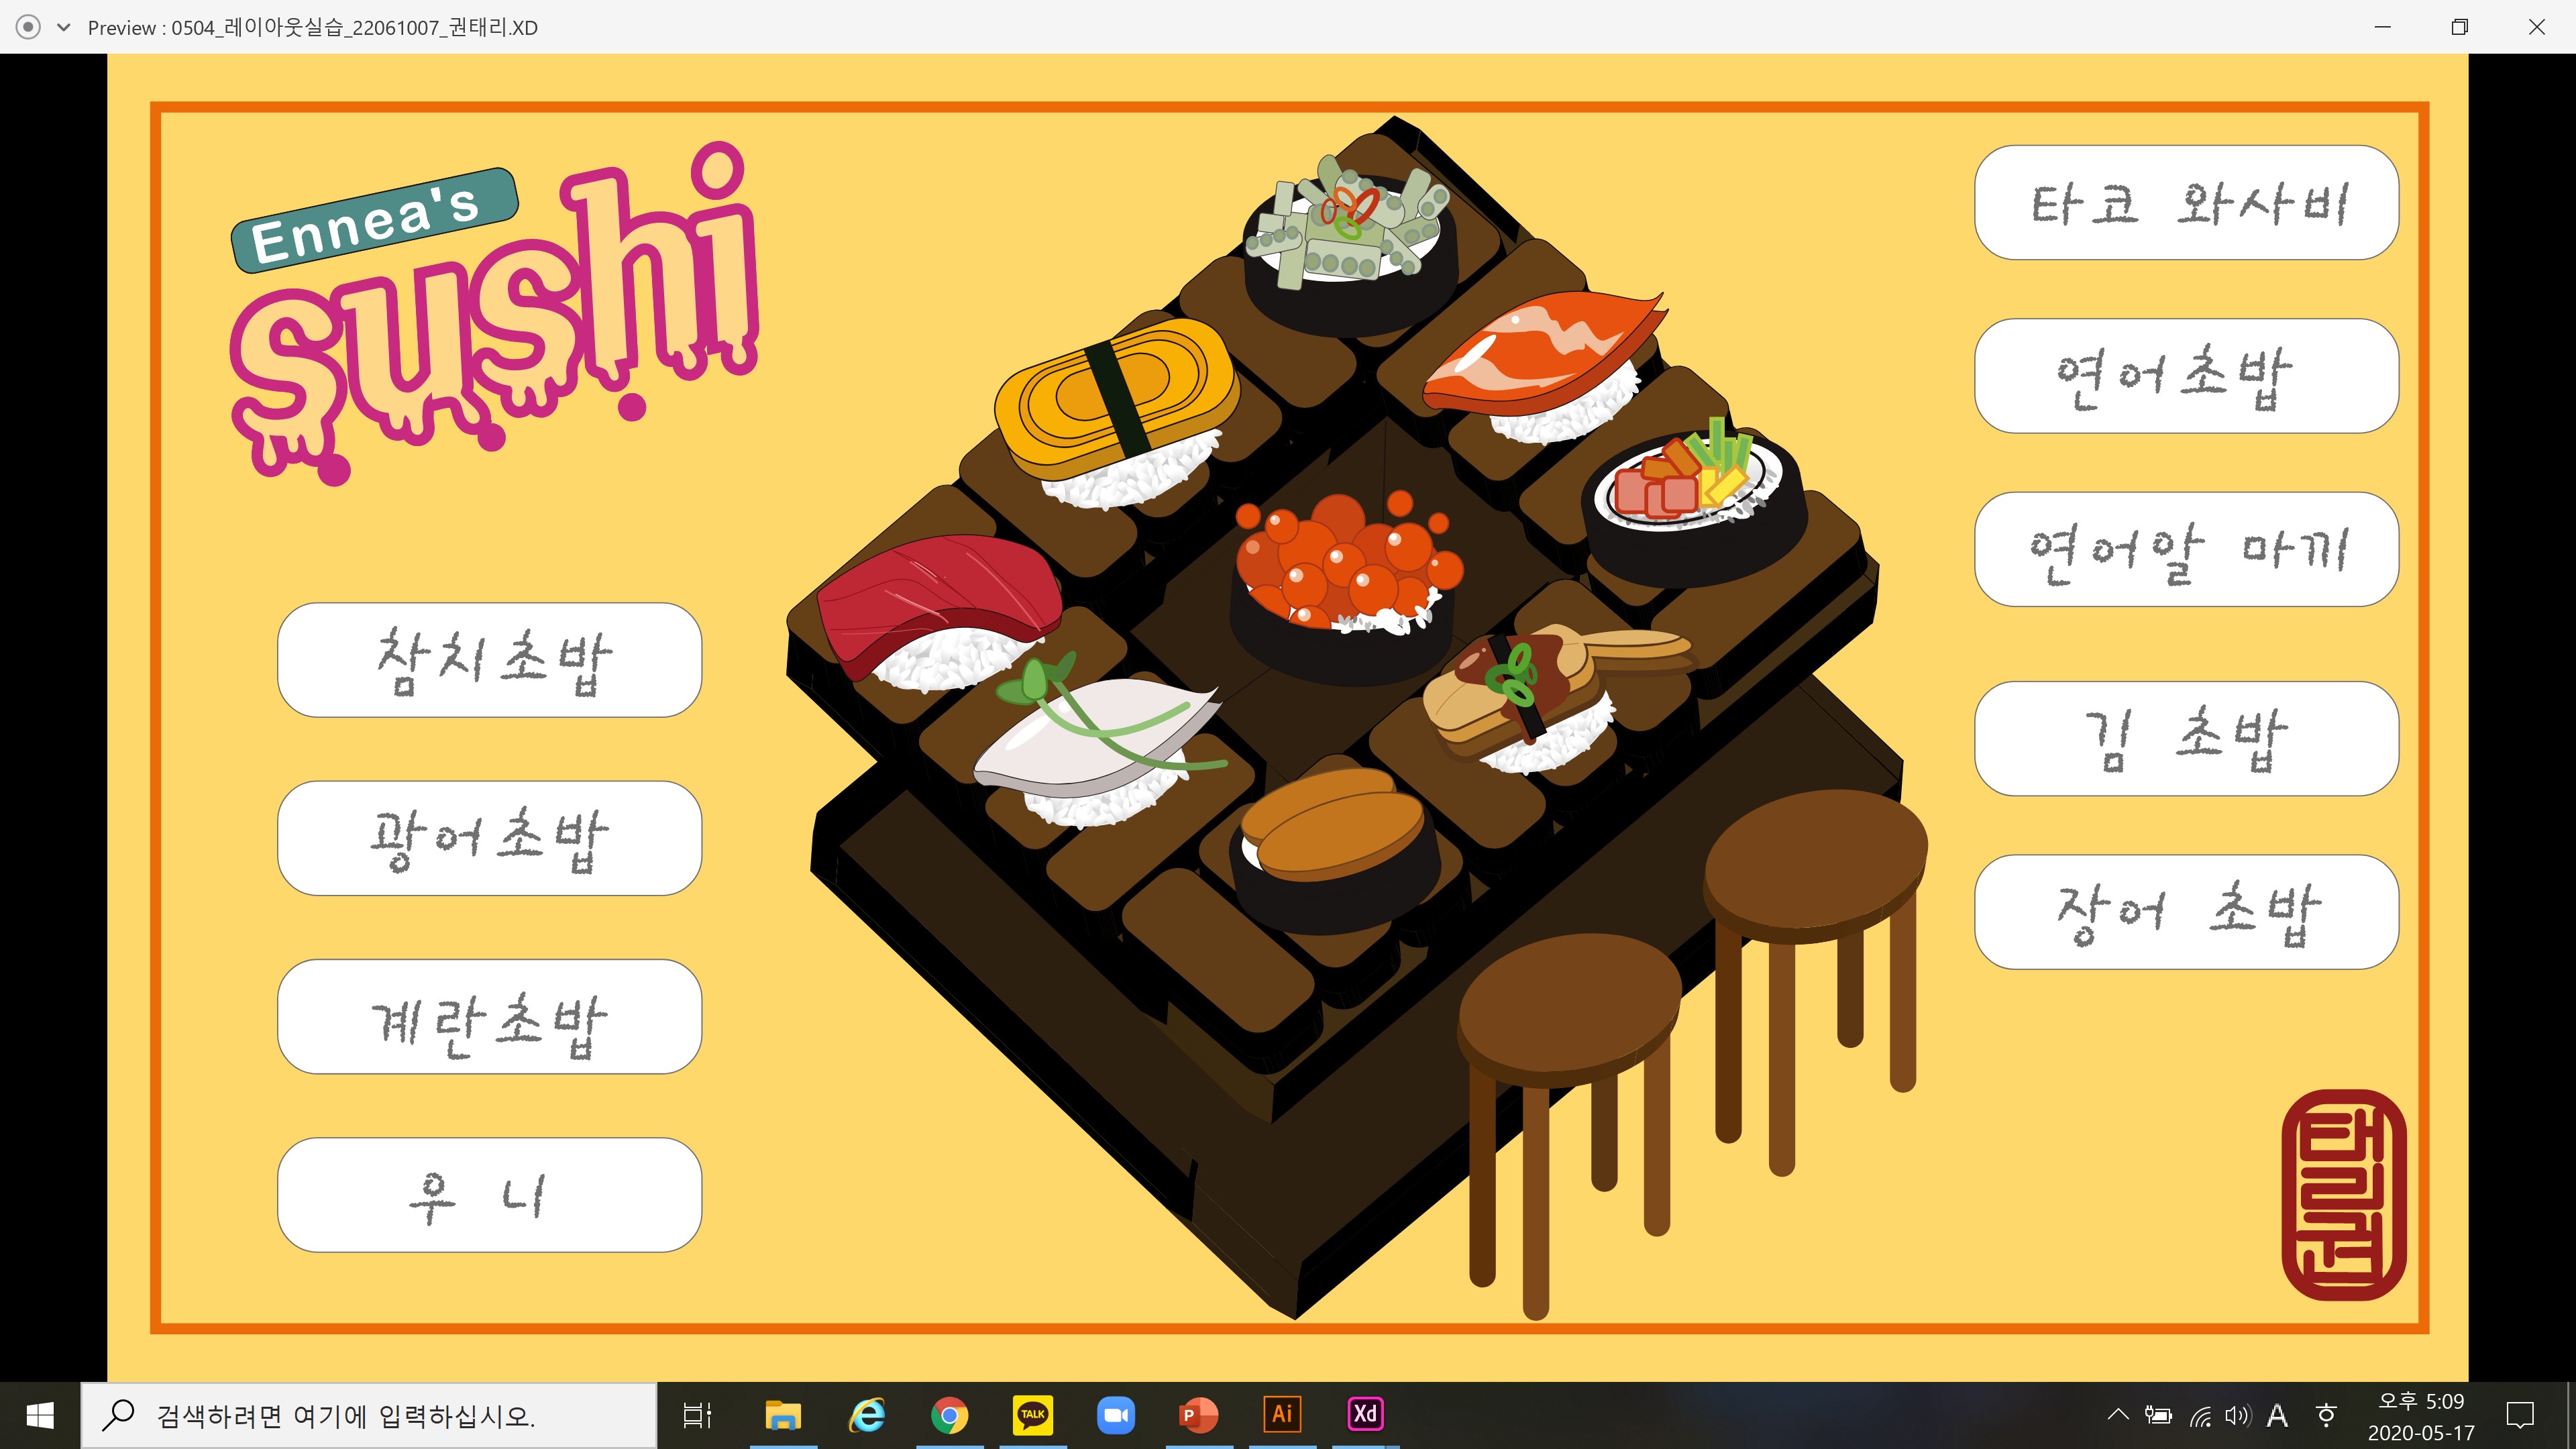 Preview : 0504_레이아웃실습_22061007_권태리.XD
Ennea's
sushi
참치초밥
광어초밥
계란초밥
우 니
타코 와사비
연어초밥
연어알 마끼
김 초밥
장어 초밥
태
리
권
검색하려면 여기에 입력하십시오.
TALK
P
Ai
Xd
A
오후 5:09
2020-05-17